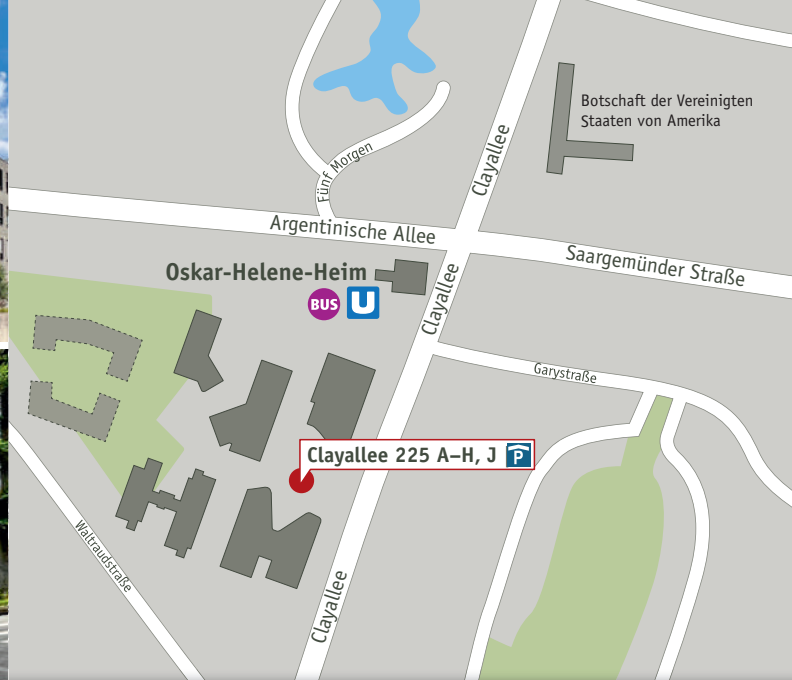 Botschaft der Vereinigten
Staaten von Amerika
Clayallee
Fünf Morgen
Argentinische Allee
Saargemünder Straße
Oskar-Helene-Heim
BUS U
Clayallee
Garystraße
Clayallee 225 A–H, J P
Waltraudstraße
Clayallee